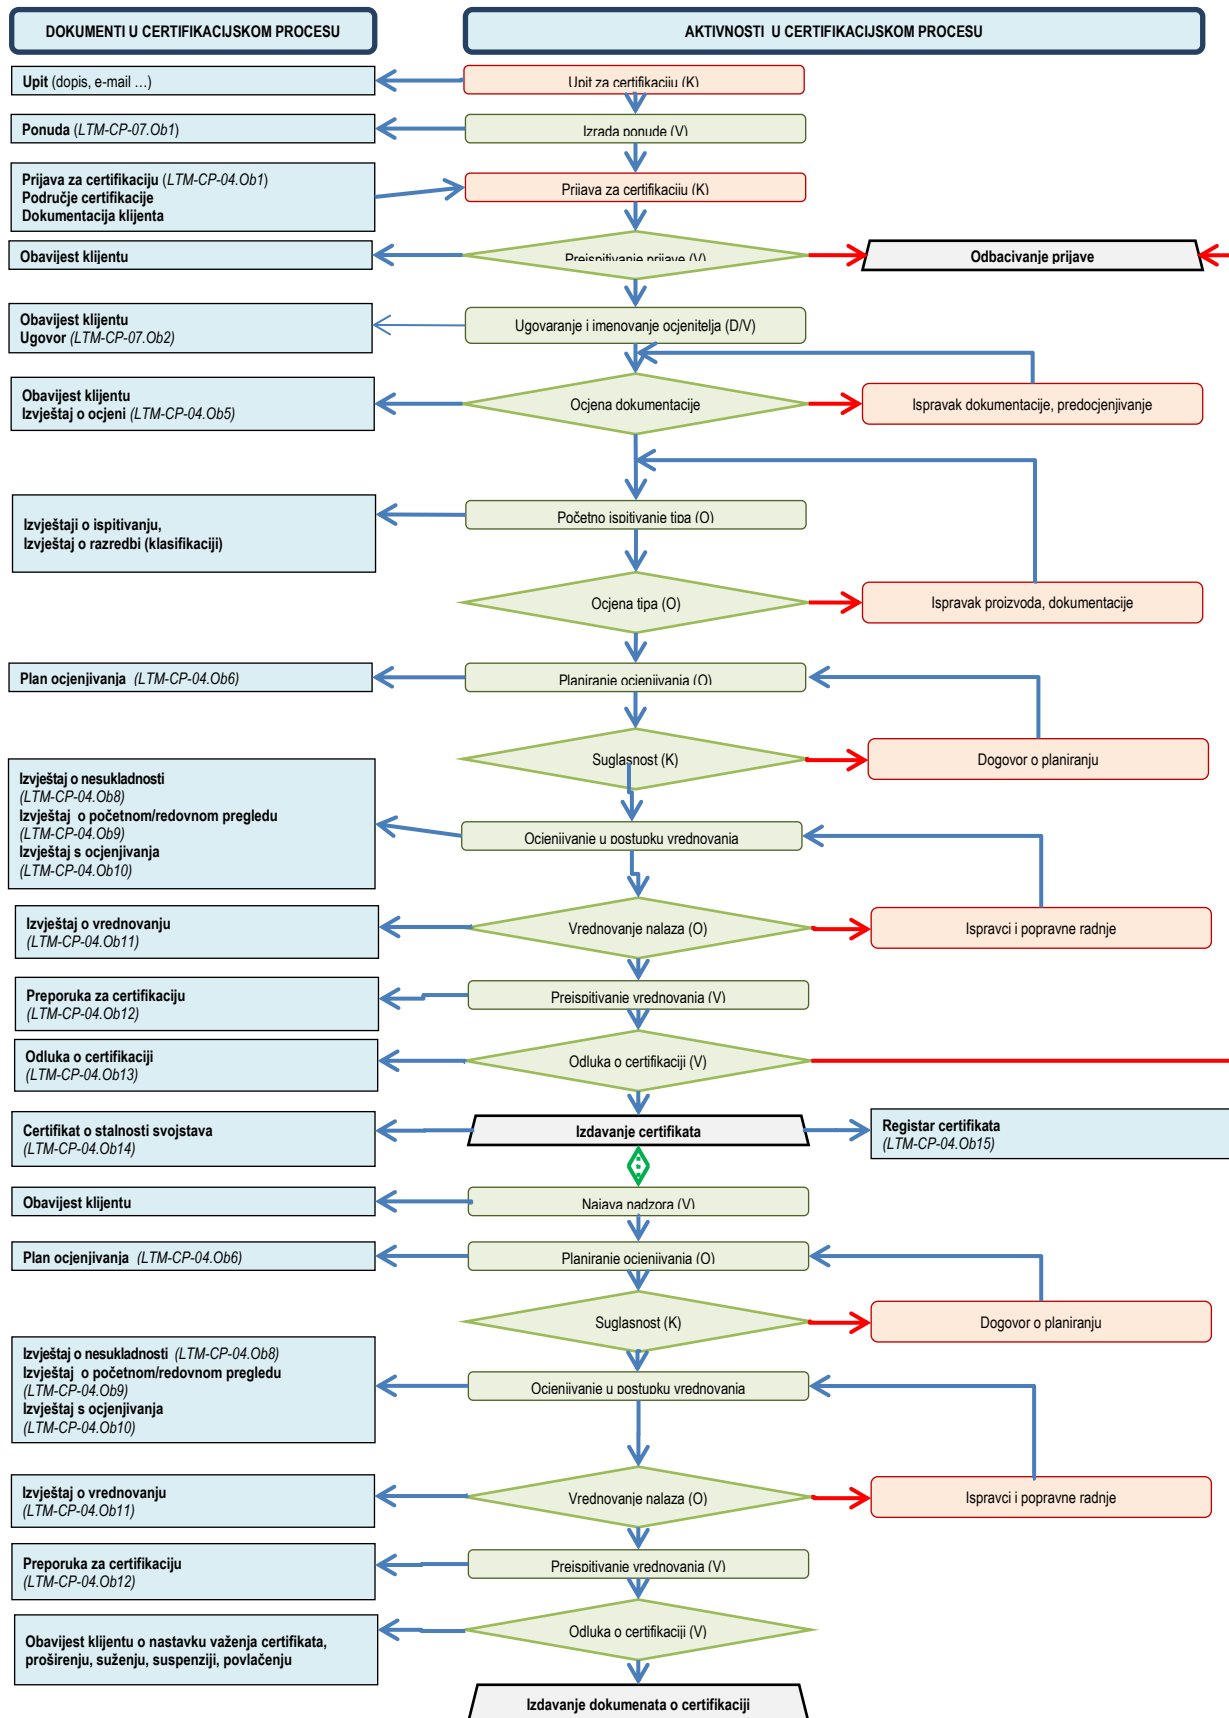 DOKUMENTI U CERTIFIKACIJSKOM PROCESU
AKTIVNOSTI U CERTIFIKACIJSKOM PROCESU
Upit (dopis, e-mail ...)
Upit za certifikaciju (K)
Ponuda (LTM-CP-07.Ob1)
Izrada ponude (V)
Prijava za certifikaciju (LTM-CP-04.Ob1)
Područje certifikacije
Dokumentacija klijenta
Prijava za certifikaciju (K)
Obavijest klijentu
Preispitivanje prijave (V)
Odbacivanje prijave
Obavijest klijentu
Ugovor (LTM-CP-07.Ob2)
Ugovaranje i imenovanje ocjenitelja (D/V)
Obavijest klijentu
Izvještaj o ocjeni (LTM-CP-04.Ob5)
Ocjena dokumentacije
Ispravak dokumentacije, predocjenjivanje
Izvještaji o ispitivanju,
Izvještaj o razredbi (klasifikaciji)
Početno ispitivanje tipa (O)
Ocjena tipa (O)
Ispravak proizvoda, dokumentacije
Plan ocjenjivanja (LTM-CP-04.Ob6)
Planiranje ocjenjivanja (O)
Suglasnost (K)
Dogovor o planiranju
Izvještaj o nesukladnosti
(LTM-CP-04.Ob8)
Izvještaj o početnom/redovnom pregledu
(LTM-CP-04.Ob9)
Izvještaj s ocjenjivanja
(LTM-CP-04.Ob10)
Ocjenjivanje u postupku vrednovanja
Izvještaj o vrednovanju
(LTM-CP-04.Ob11)
Vrednovanje nalaza (O)
Ispravci i popravne radnje
Preporuka za certifikaciju
(LTM-CP-04.Ob12)
Preispitivanje vrednovanja (V)
Odluka o certifikaciji
(LTM-CP-04.Ob13)
Odluka o certifikaciji (V)
Certifikat o stalnosti svojstava
(LTM-CP-04.Ob14)
Izdavanje certifikata
Registar certifikata
(LTM-CP-04.Ob15)
Obavijest klijentu
Najava nadzora (V)
Plan ocjenjivanja (LTM-CP-04.Ob6)
Planiranje ocjenjivanja (O)
Suglasnost (K)
Dogovor o planiranju
Izvještaj o nesukladnosti (LTM-CP-04.Ob8)
Izvještaj o početnom/redovnom pregledu
(LTM-CP-04.Ob9)
Izvještaj s ocjenjivanja
(LTM-CP-04.Ob10)
Ocjenjivanje u postupku vrednovanja
Izvještaj o vrednovanju
(LTM-CP-04.Ob11)
Vrednovanje nalaza (O)
Ispravci i popravne radnje
Preporuka za certifikaciju
(LTM-CP-04.Ob12)
Preispitivanje vrednovanja (V)
Obavijest klijentu o nastavku važenja certifikata,
proširenju, suženju, suspenziji, povlačenju
Odluka o certifikaciji (V)
Izdavanje dokumenata o certifikaciji